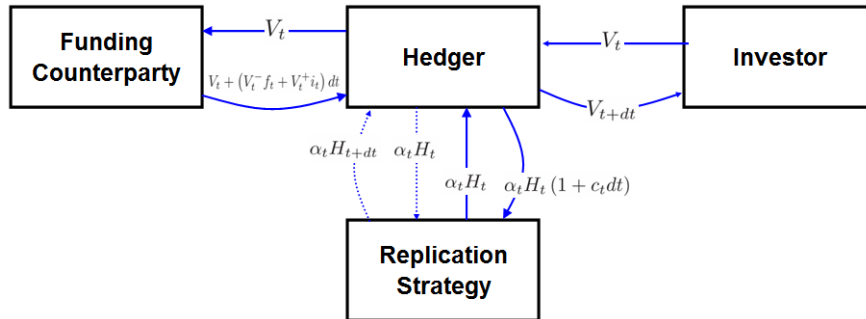 Funding
Counterparty
V_t
Hedger
V_t
Investor
V_t + (V_t^- f_t + V_t^+ i_t) dt
V_{t+dt}
α_t H_{t+dt}
α_t H_t
α_t H_t
α_t H_t (1 + c_t dt)
Replication
Strategy